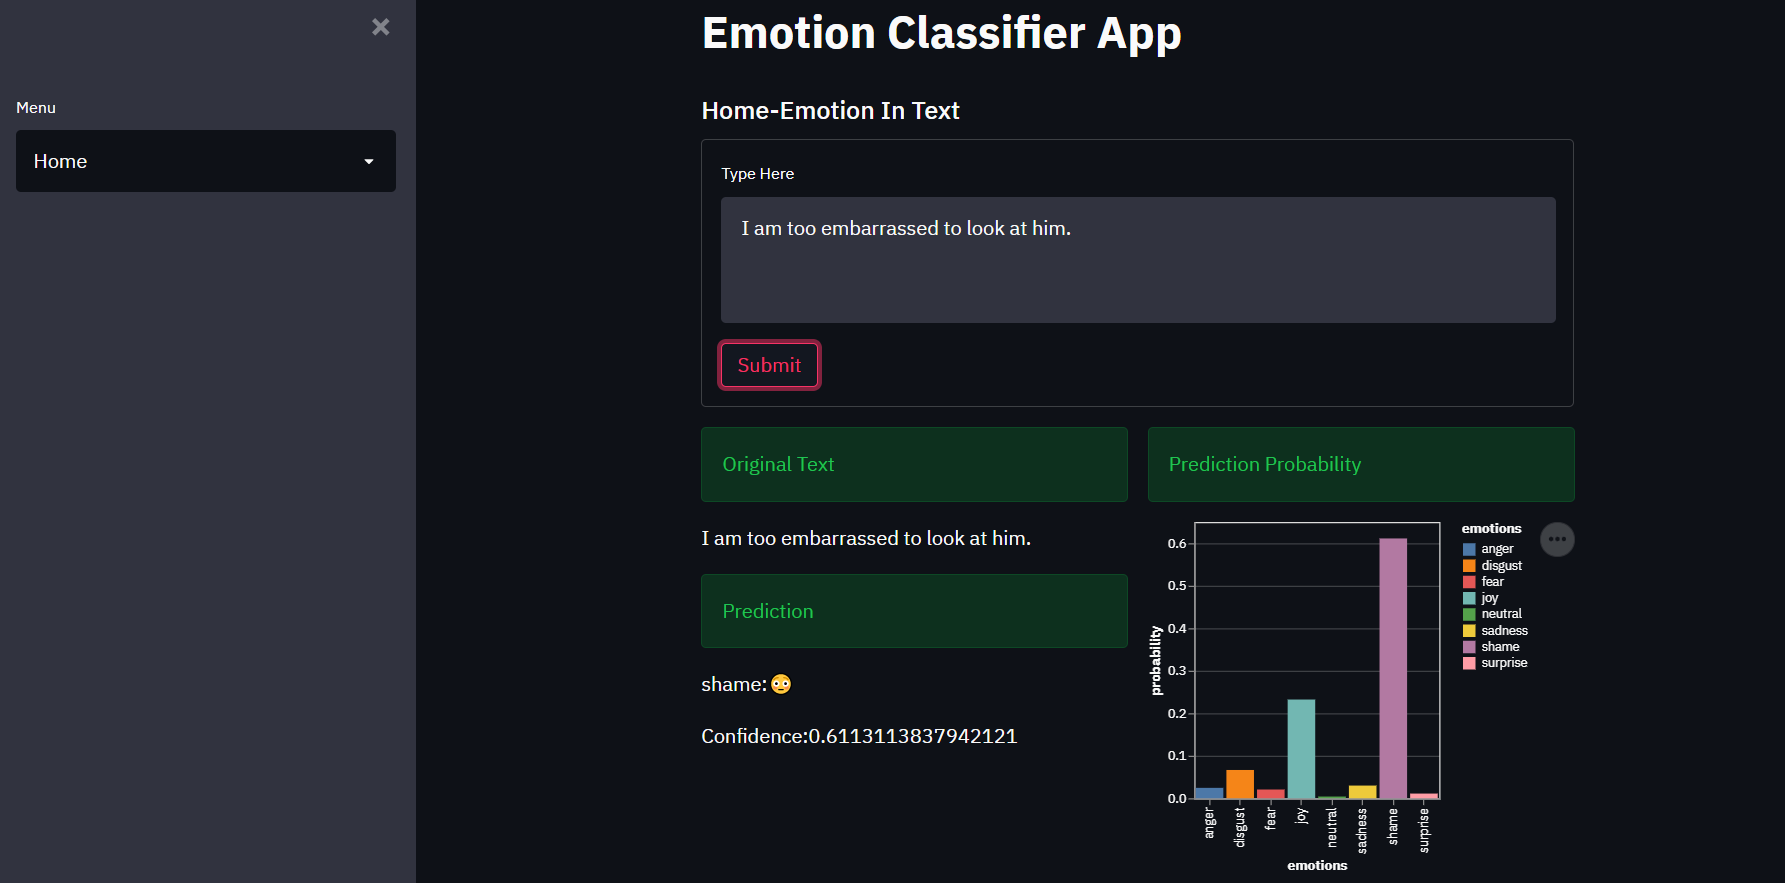 Menu
Home
Emotion Classifier App
Home-Emotion In Text
Type Here
I am too embarrassed to look at him.
Submit
Original Text
I am too embarrassed to look at him.
Prediction
shame:😳
Confidence:0.6113113837942121
Prediction Probability
probability
0.6
0.5
0.4
0.3
0.2
0.1
0.0
anger
disgust
fear
joy
neutral
sadness
shame
surprise
emotions
emotions
anger
disgust
fear
joy
neutral
sadness
shame
surprise